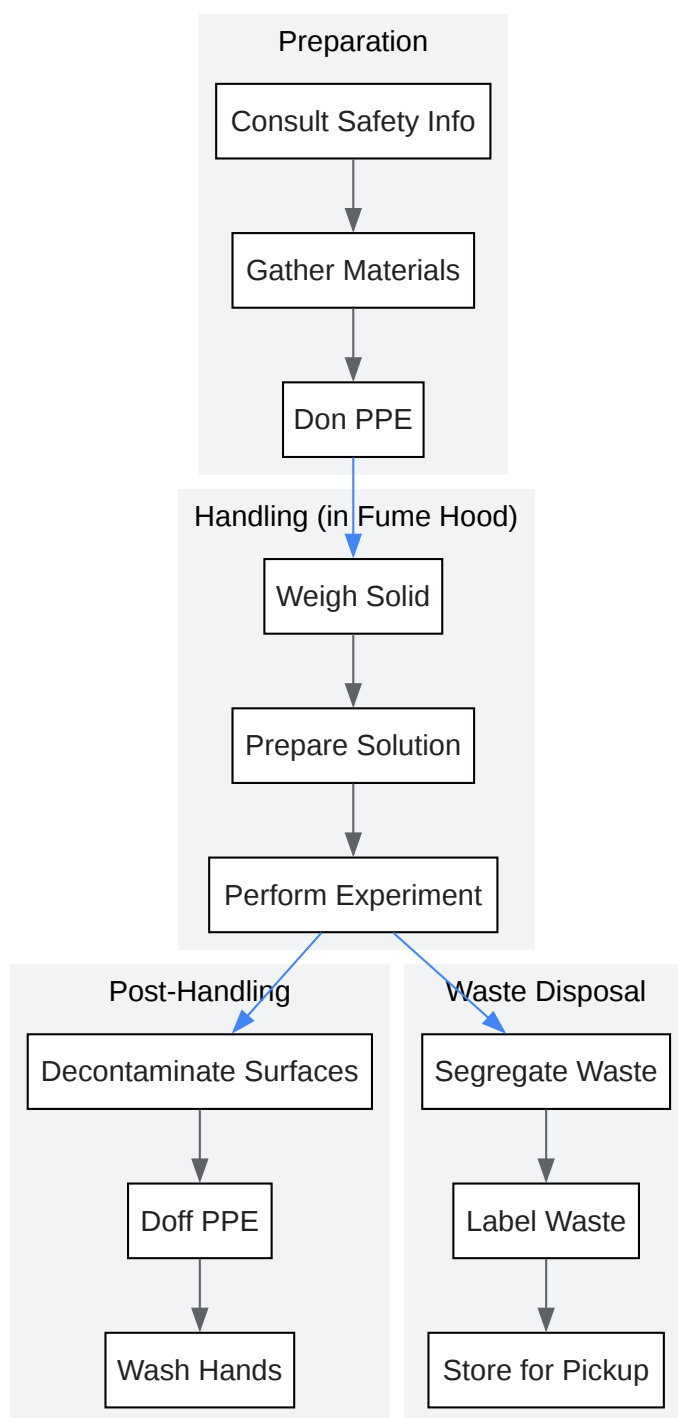 Preparation
Consult Safety Info
Gather Materials
Don PPE
Handling (in Fume Hood)
Weigh Solid
Prepare Solution
Perform Experiment
Post-Handling
Decontaminate Surfaces
Doff PPE
Wash Hands
Waste Disposal
Segregate Waste
Label Waste
Store for Pickup